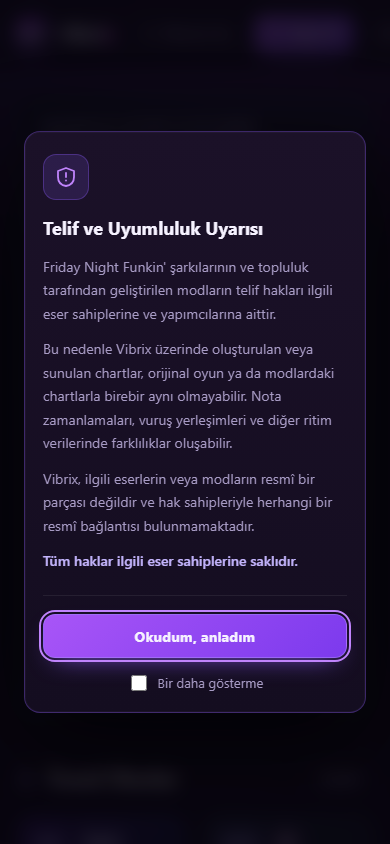 Telif ve Uyumluluk Uyarısı
Friday Night Funkin' şarkılarının ve topluluk
tarafından geliştirilen modların telif hakları ilgili
eser sahiplerine ve yapımcılarına aittir.
Bu nedenle Vibrix üzerinde oluşturulan veya
sunulan chartlar, orijinal oyun ya da modlardaki
chartlarla birebir aynı olmayabilir. Nota
zamanlamaları, vuruş yerleşimleri ve diğer ritim
verilerinde farklılıklar oluşabilir.
Vibrix, ilgili eserlerin veya modların resmî bir
parçası değildir ve hak sahipleriyle herhangi bir
resmî bağlantısı bulunmamaktadır.
Tüm haklar ilgili eser sahiplerine saklıdır.
Okudum, anladım
Bir daha gösterme